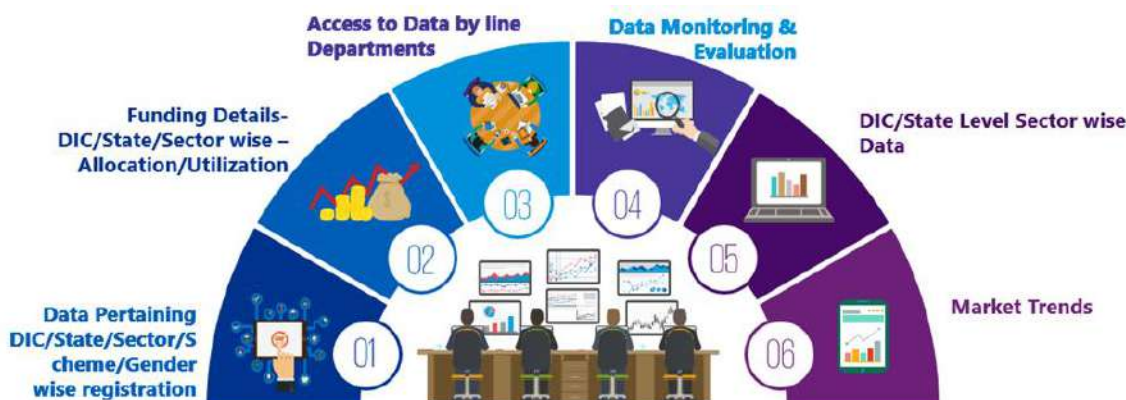 Data Pertaining
DIC/State/Sector/S
cheme/Gender
wise registration
01
Funding Details-
DIC/State/Sector wise –
Allocation/Utilization
02
Access to Data by line
Departments
03
Data Monitoring &
Evaluation
04
DIC/State Level Sector wise
Data
05
Market Trends
06